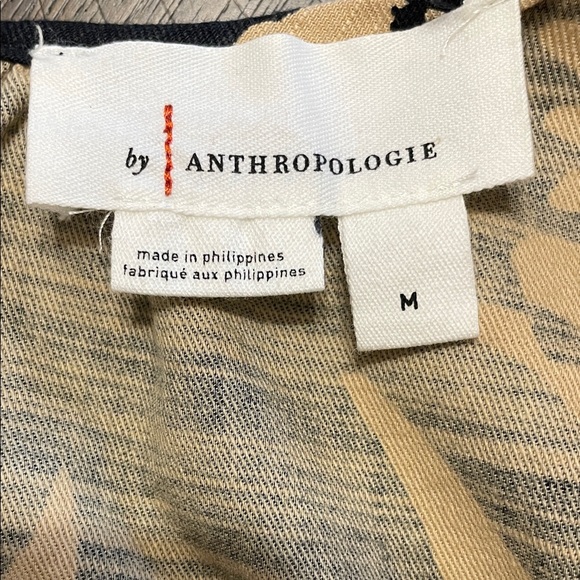 by ANTHROPOLOGIE
made in philippines
fabriqué aux philippines
M